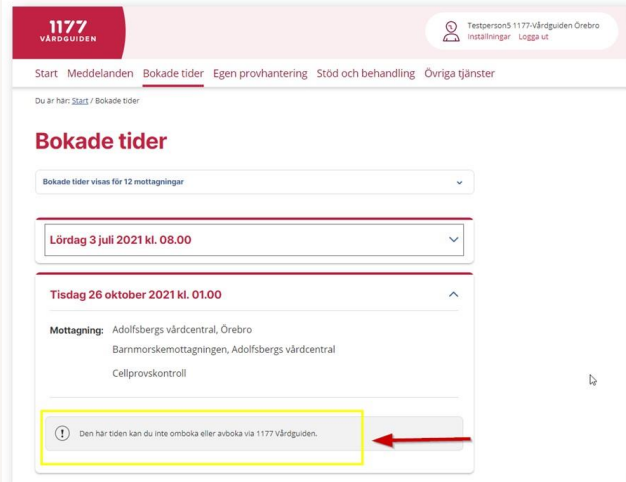 1177
VÅRDGUIDEN
Testperson5 1177-Vårdguiden Örebro
Inställningar Logga ut
Start Meddelanden Bokade tider Egen provhantering Stöd och behandling Övriga tjänster
Du är här: Start / Bokade tider
Bokade tider
Bokade tider visas för 12 mottagningar
Lördag 3 juli 2021 kl. 08.00
Tisdag 26 oktober 2021 kl. 01.00
Mottagning: Adolfsbergs vårdcentral, Örebro
Barnmorskemottagningen, Adolfsbergs vårdcentral
Cellprovskontroll
Den här tiden kan du inte omboka eller avboka via 1177 Vårdguiden.